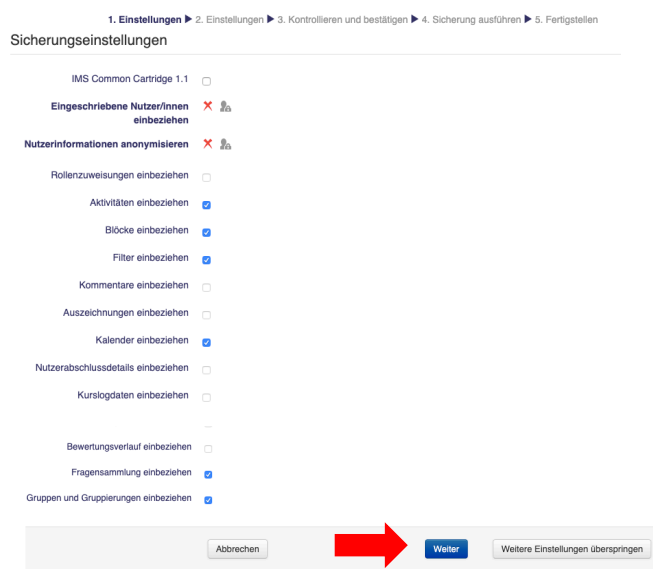 1. Einstellungen ► 2. Einstellungen ► 3. Kontrollieren und bestätigen ► 4. Sicherung ausführen ► 5. Fertigstellen
Sicherungseinstellungen
IMS Common Cartridge 1.1
Eingeschriebene Nutzer/innen
einbeziehen
Nutzerinformationen anonymisieren
Rollenzuweisungen einbeziehen
Aktivitäten einbeziehen
Blöcke einbeziehen
Filter einbeziehen
Kommentare einbeziehen
Auszeichnungen einbeziehen
Kalender einbeziehen
Nutzerabschlussdetails einbeziehen
Kurslogdaten einbeziehen
Bewertungsverlauf einbeziehen
Fragensammlung einbeziehen
Gruppen und Gruppierungen einbeziehen
Abbrechen Weiter Weitere Einstellungen überspringen